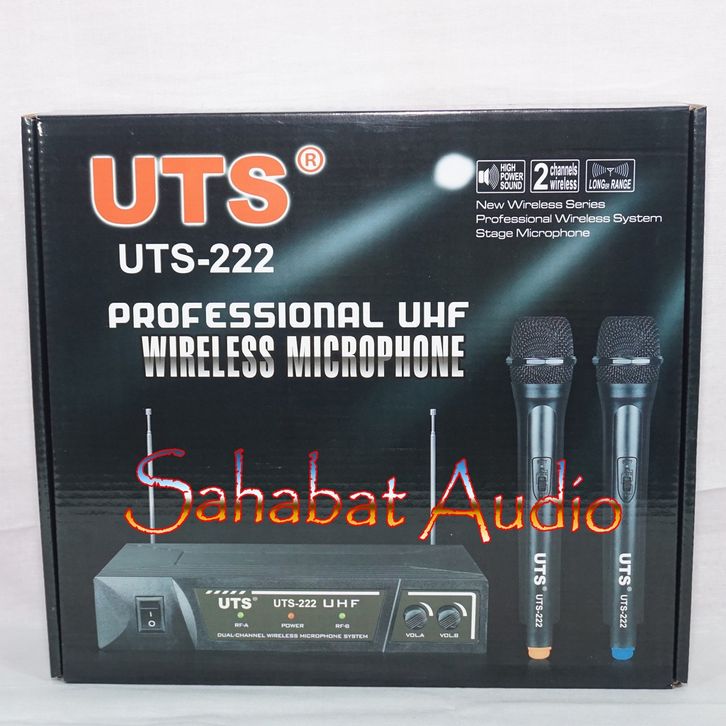 UTS®
UTS-222
HIGH POWER SOUND
2 channels wireless
LONG RANGE
New Wireless Series
Professional Wireless System
Stage Microphone
PROFESSIONAL UHF
WIRELESS MICROPHONE
Sahabat Audio
UTS® UTS-222 UHF
RF-A POWER RF-B
VOL.A VOL.B
DUAL-CHANNEL WIRELESS MICROPHONE SYSTEM
I
O
UTS® UTS-222
UTS® UTS-222